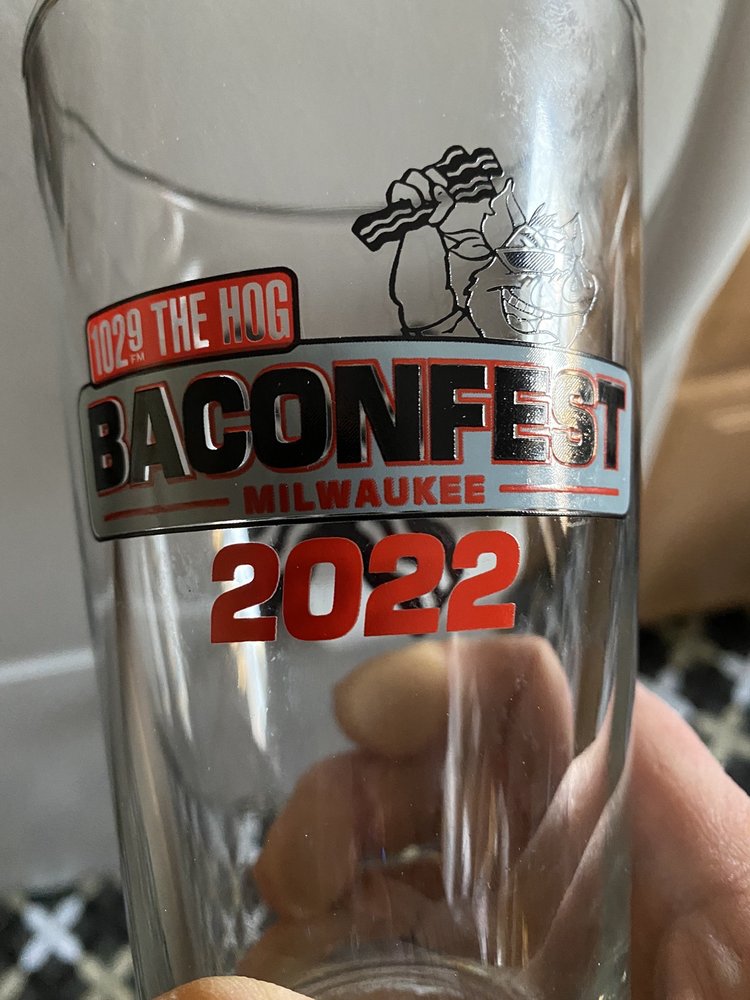 1029 FM THE HOG
BACONFEST
MILWAUKEE
2022